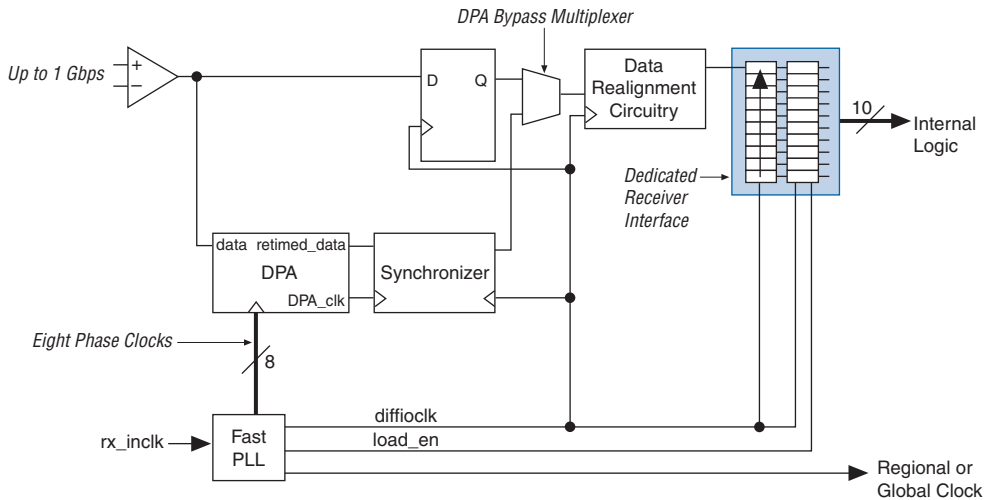 DPA Bypass Multiplexer
Up to 1 Gbps
+
–
D
Q
Data
Realignment
Circuitry
10
Internal
Logic
Dedicated
Receiver
Interface
data
retimed_data
DPA
DPA_clk
Synchronizer
Eight Phase Clocks
8
rx_inclk
Fast
PLL
diffioclk
load_en
Regional or
Global Clock